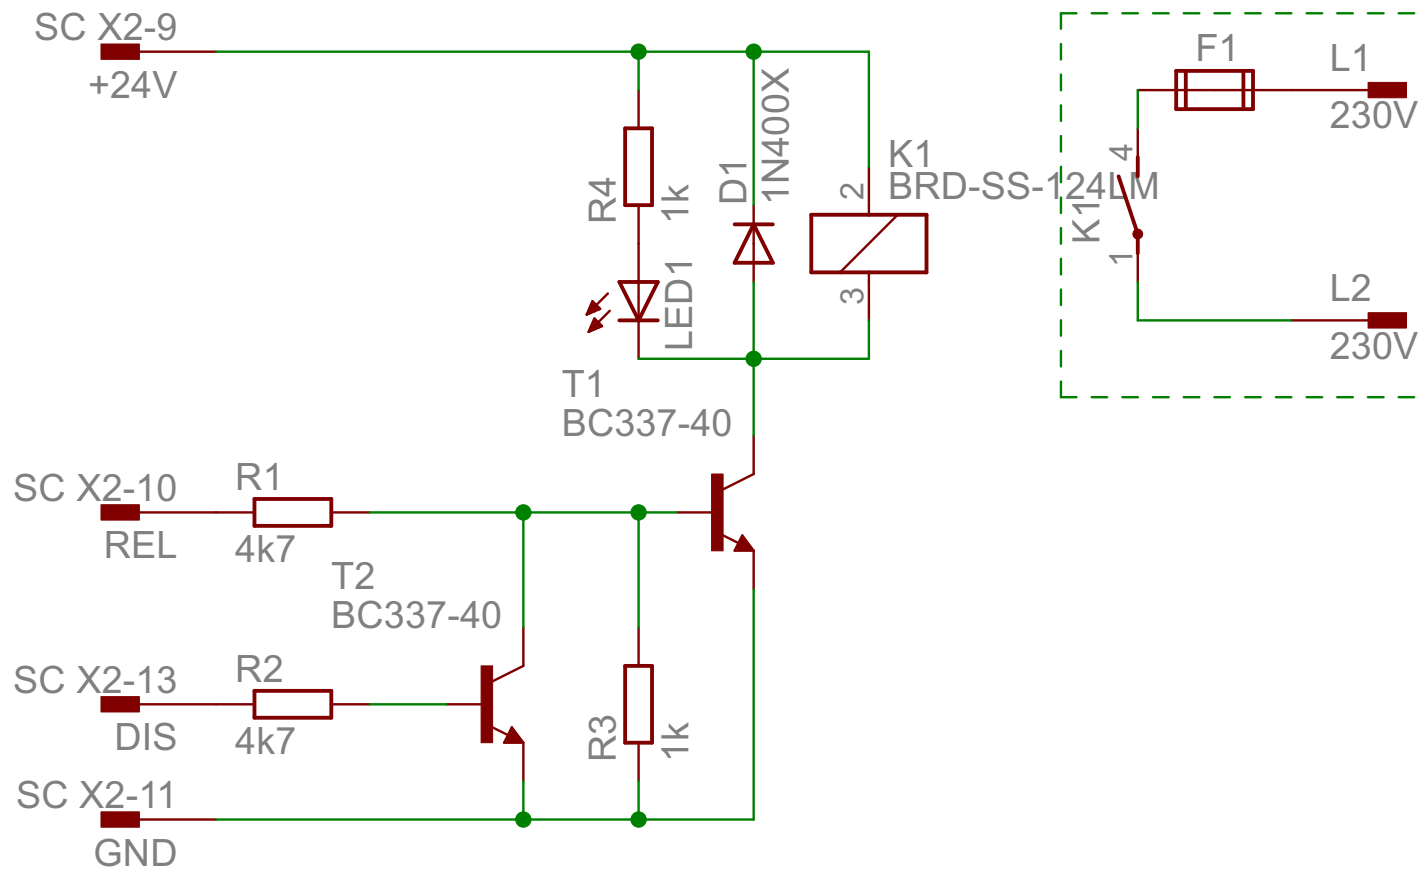 SC X2-9
+24V
R4
1k
LED1
D1
1N400X
K1
BRD-SS-124LM
2
3
F1
L1
230V
4
K1
1
L2
230V
T1
BC337-40
SC X2-10
REL
R1
4k7
T2
BC337-40
SC X2-13
DIS
R2
4k7
R3
1k
SC X2-11
GND